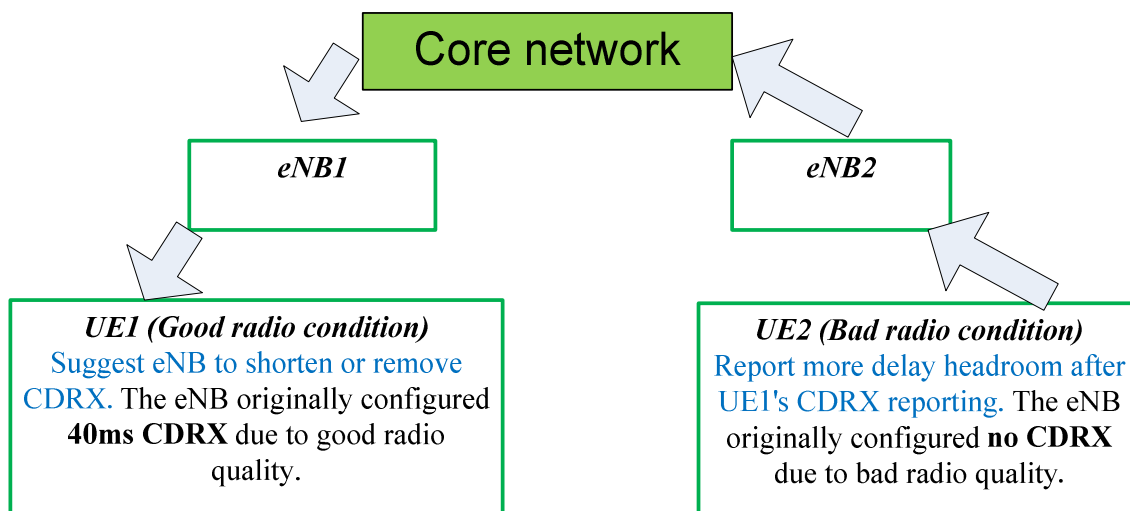 Core network
eNB1
eNB2
UE1 (Good radio condition)
Suggest eNB to shorten or remove
CDRX. The eNB originally configured
40ms CDRX due to good radio
quality.
UE2 (Bad radio condition)
Report more delay headroom after
UE1's CDRX reporting. The eNB
originally configured no CDRX
due to bad radio quality.